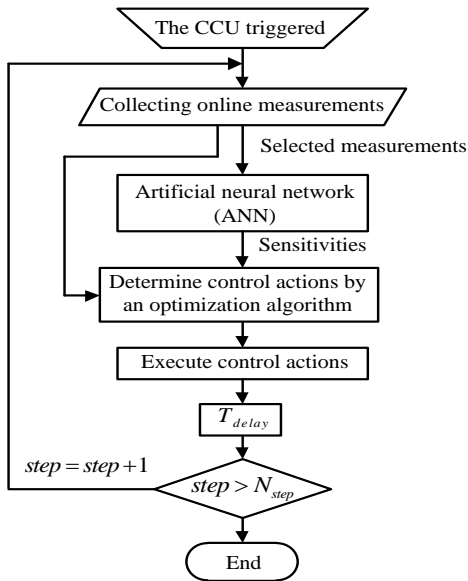 The CCU triggered
Collecting online measurements
Selected measurements
Artificial neural network
(ANN)
Sensitivities
Determine control actions by
an optimization algorithm
Execute control actions
T_delay
step = step +1
step > N_step
End